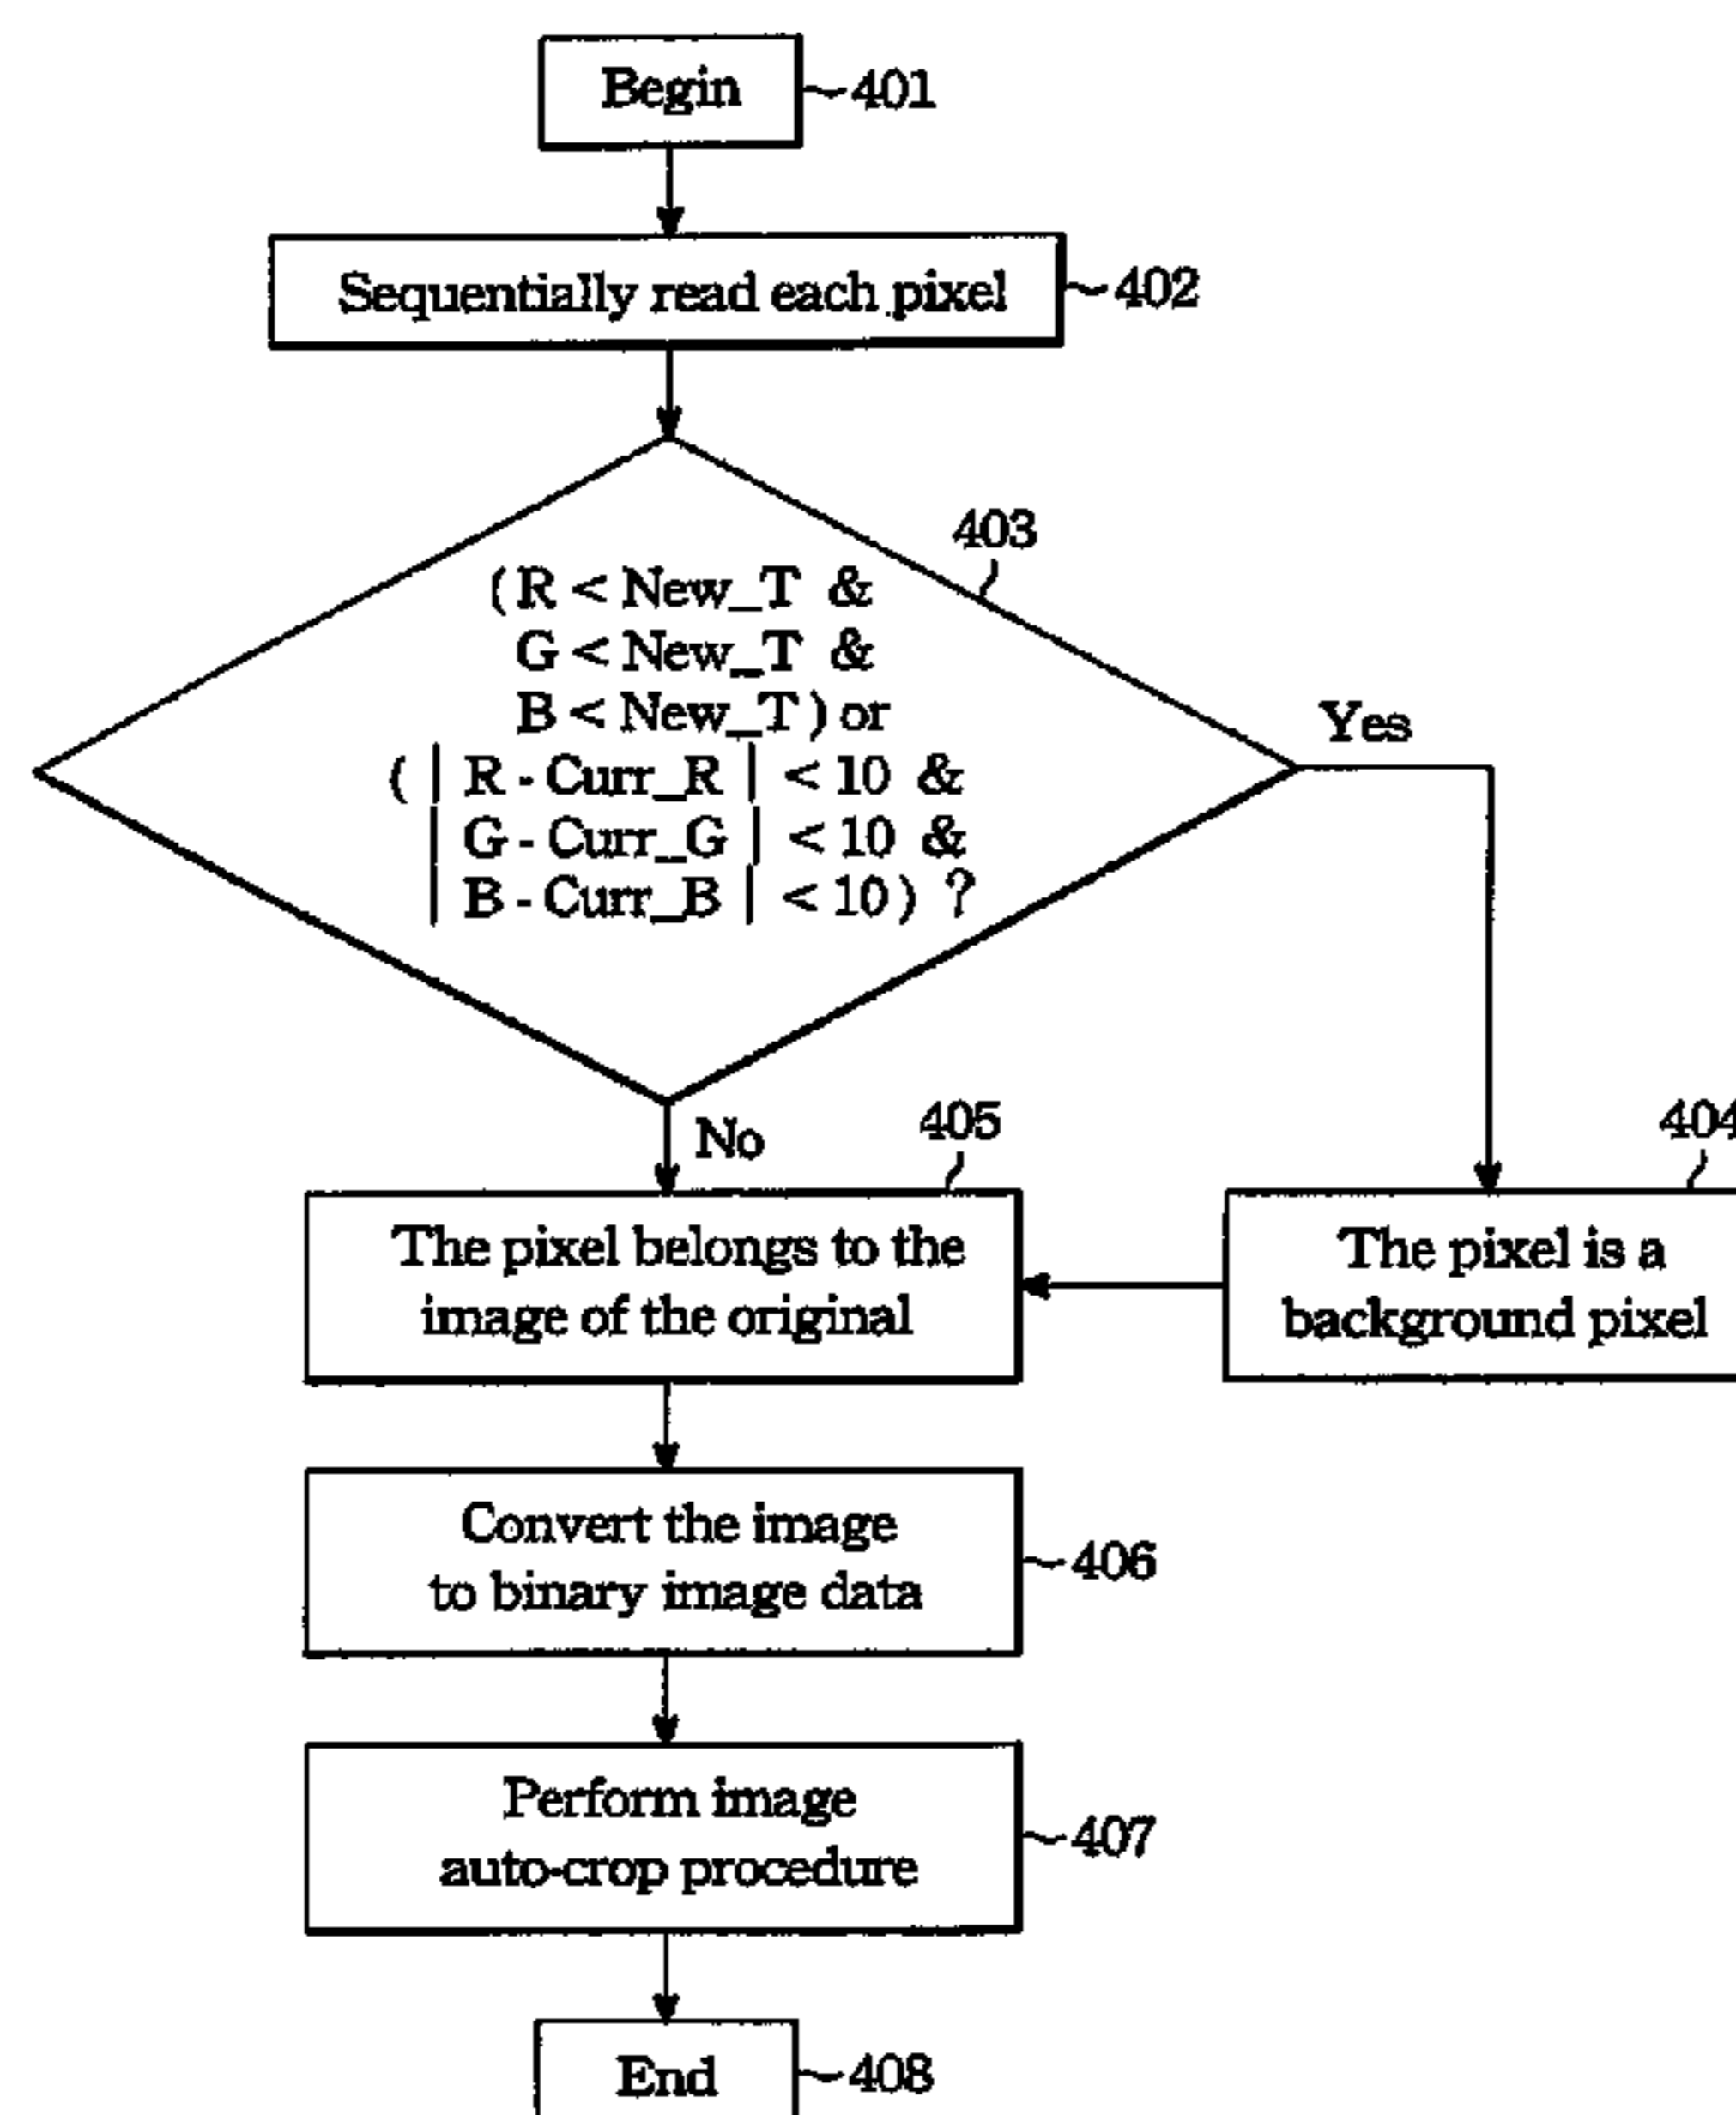 Begin
401
Sequentially read each pixel
402
403
( R < New_T &
G < New_T &
B < New_T ) or
( | R - Curr_R | < 10 &
| G - Curr_G | < 10 &
| B - Curr_B | < 10 ) ?
Yes
No
405
404
The pixel belongs to the
image of the original
The pixel is a
background pixel
Convert the image
to binary image data
406
Perform image
auto-crop procedure
407
End
408